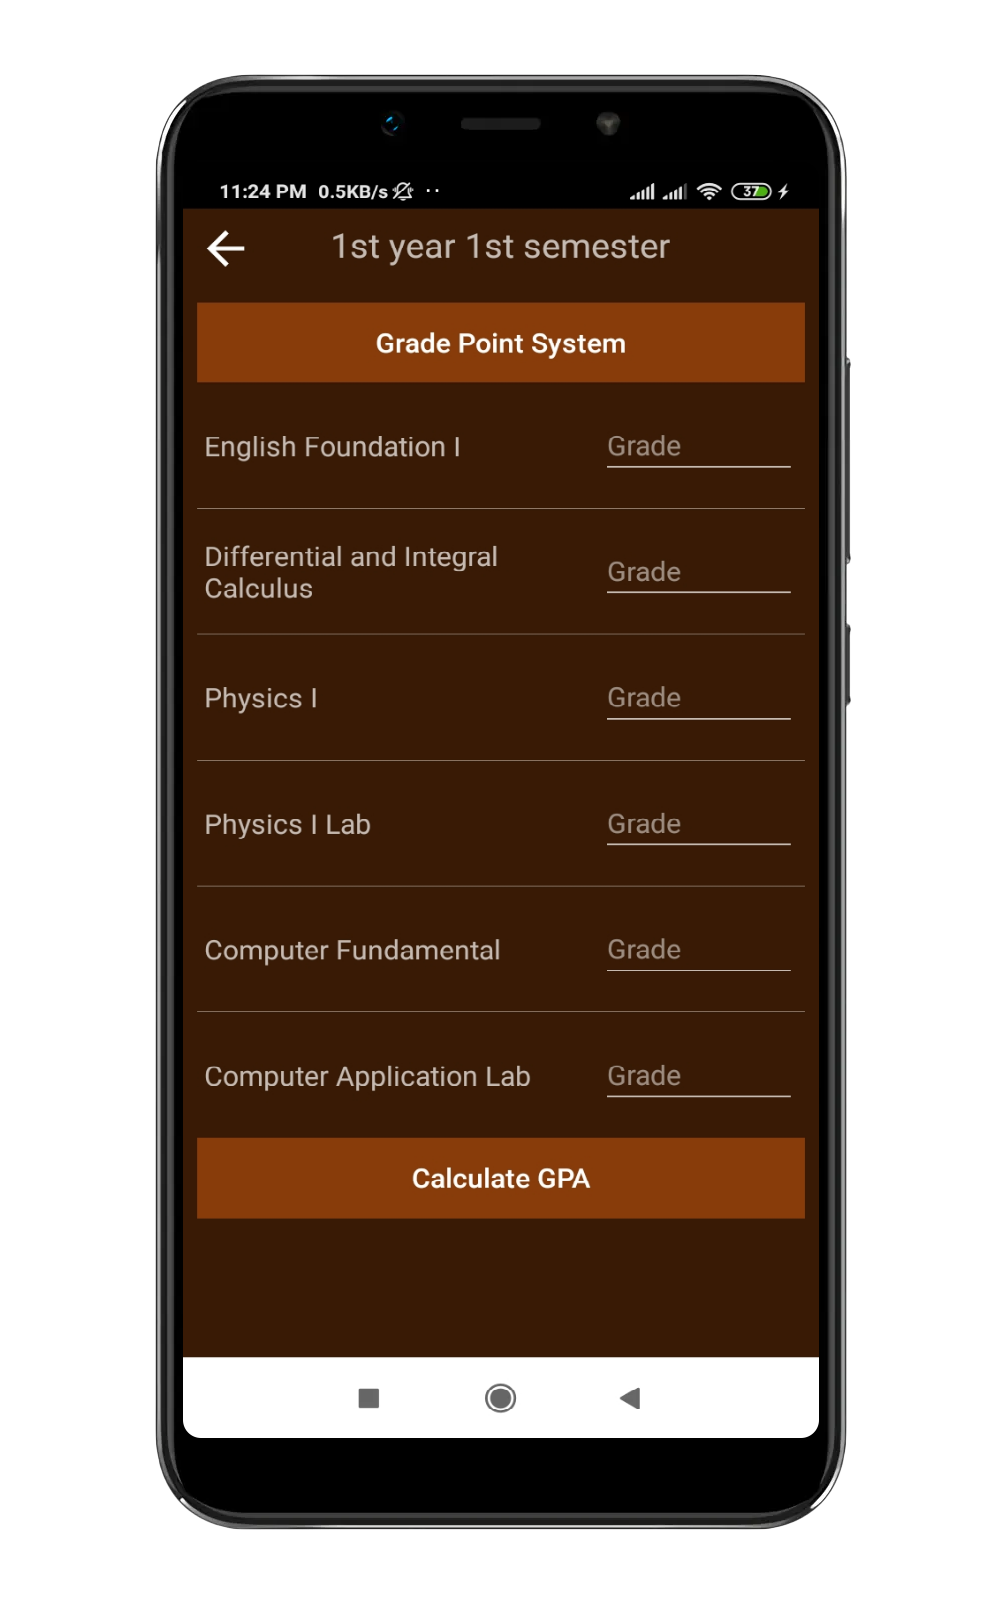 11:24 PM 0.5KB/s 37
1st year 1st semester
Grade Point System
English Foundation I Grade
Differential and Integral
Calculus Grade
Physics I Grade
Physics I Lab Grade
Computer Fundamental Grade
Computer Application Lab Grade
Calculate GPA